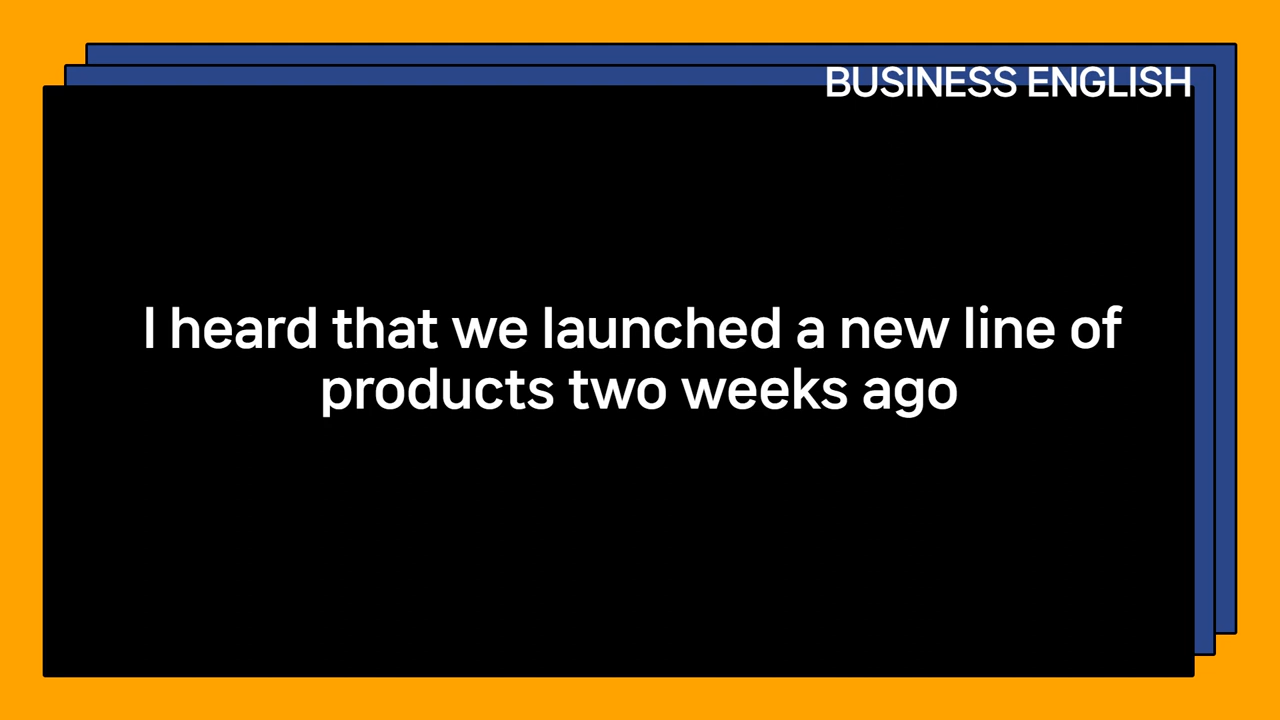 BUSINESS ENGLISH
I heard that we launched a new line of
products two weeks ago